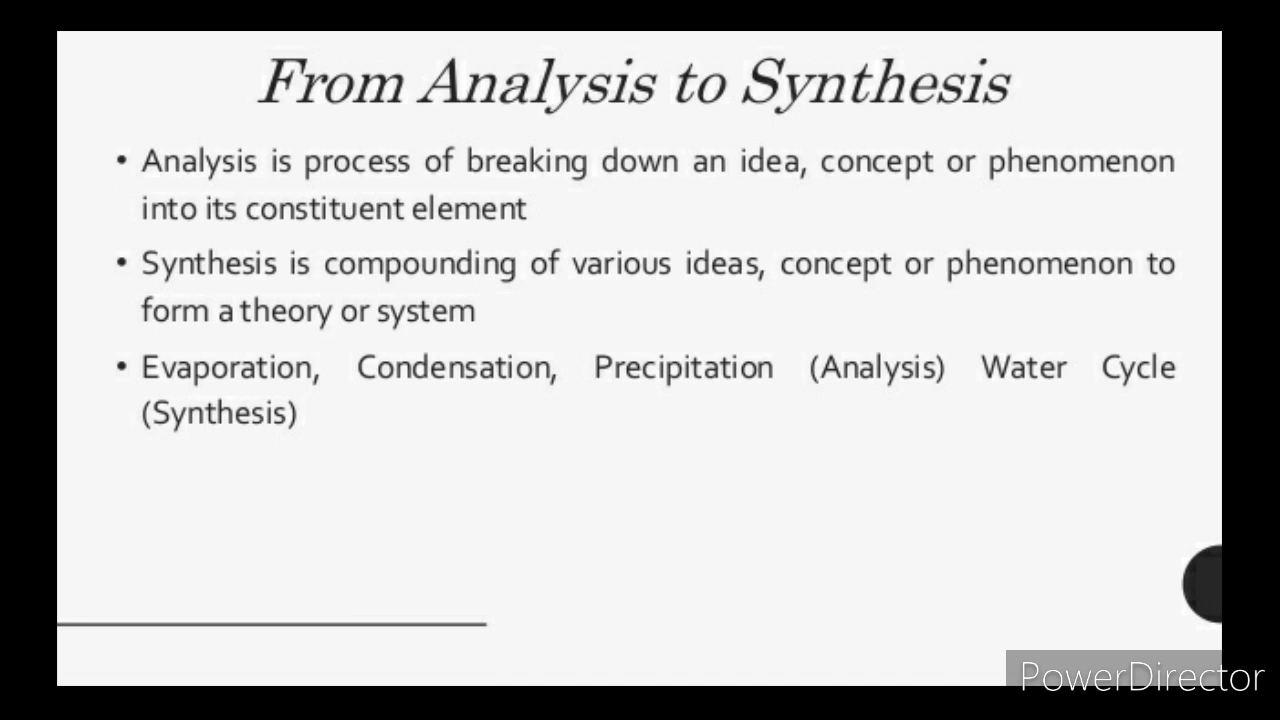 From Analysis to Synthesis
• Analysis is process of breaking down an idea, concept or phenomenon
into its constituent element
• Synthesis is compounding of various ideas, concept or phenomenon to
form a theory or system
• Evaporation, Condensation, Precipitation (Analysis) Water Cycle
(Synthesis)
PowerDirector